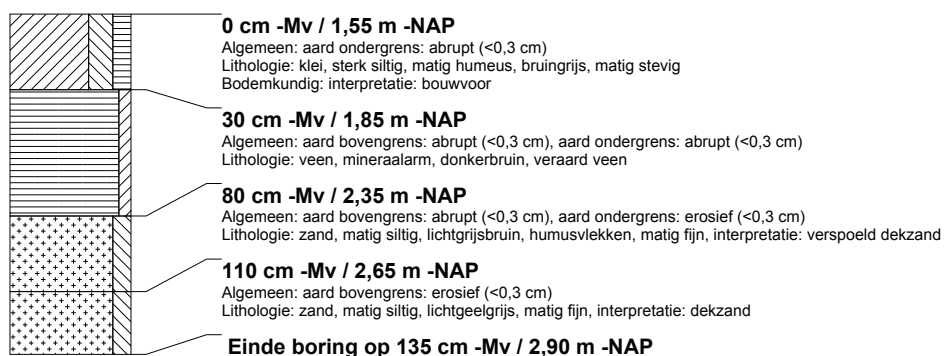 0 cm -Mv / 1,55 m -NAP
Algemeen: aard ondergrens: abrupt (<0,3 cm)
Lithologie: klei, sterk siltig, matig humeus, bruingrijs, matig stevig
Bodemkundig: interpretatie: bouwvoor
30 cm -Mv / 1,85 m -NAP
Algemeen: aard bovengrens: abrupt (<0,3 cm), aard ondergrens: abrupt (<0,3 cm)
Lithologie: veen, mineraalarm, donkerbruin, veraard veen
80 cm -Mv / 2,35 m -NAP
Algemeen: aard bovengrens: abrupt (<0,3 cm), aard ondergrens: erosief (<0,3 cm)
Lithologie: zand, matig siltig, lichtgrijsbruin, humusvlekken, matig fijn, interpretatie: verspoeld dekzand
110 cm -Mv / 2,65 m -NAP
Algemeen: aard bovengrens: erosief (<0,3 cm)
Lithologie: zand, matig siltig, lichtgeelgrijs, matig fijn, interpretatie: dekzand
Einde boring op 135 cm -Mv / 2,90 m -NAP